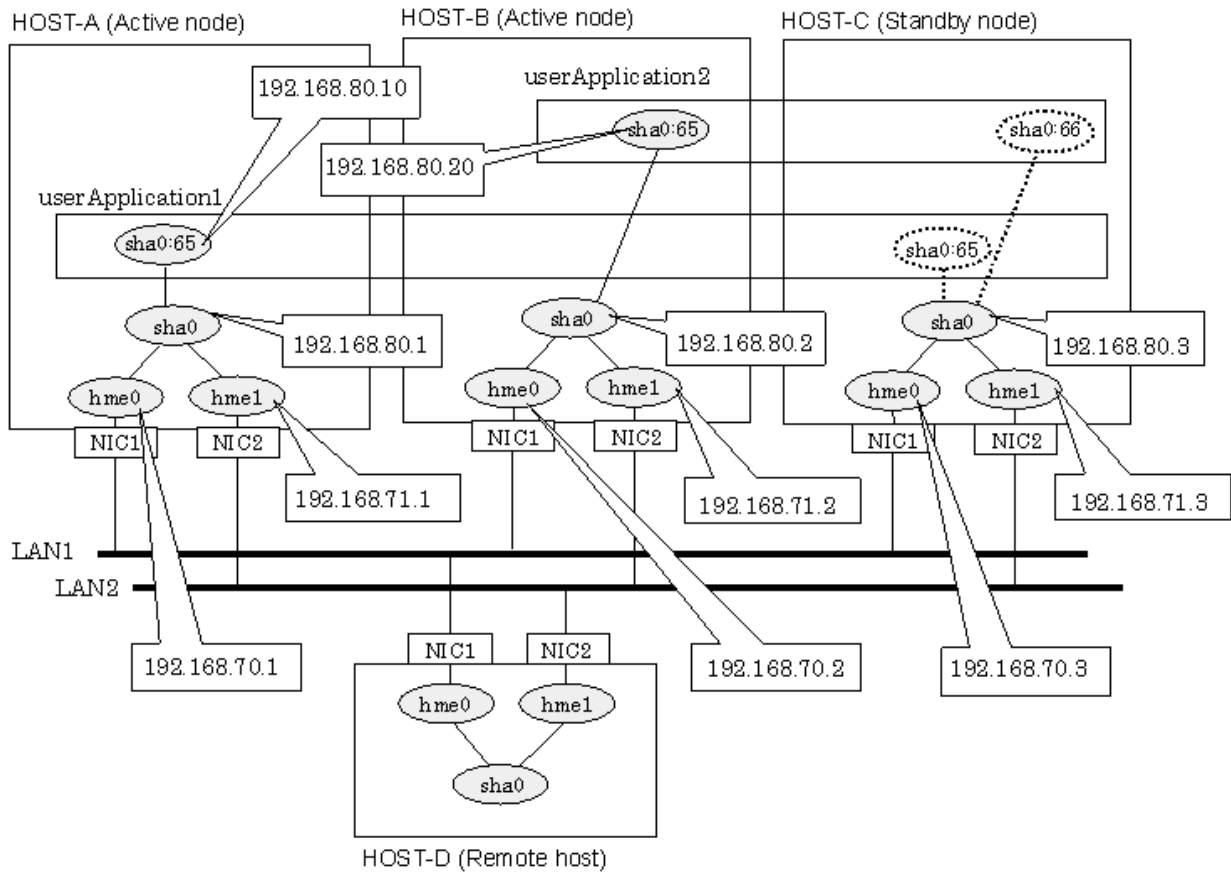 HOST-A (Active node)
HOST-B (Active node)
HOST-C (Standby node)
192.168.80.10
userApplication2
sha0:65
sha0:66
192.168.80.20
userApplication1
sha0:65
sha0:65
sha0
192.168.80.1
sha0
192.168.80.2
sha0
192.168.80.3
hme0
hme1
hme0
hme1
hme0
hme1
NIC1
NIC2
NIC1
NIC2
NIC1
NIC2
192.168.71.1
192.168.71.2
192.168.71.3
LAN1
LAN2
192.168.70.1
NIC1
NIC2
192.168.70.2
192.168.70.3
hme0
hme1
sha0
HOST-D (Remote host)